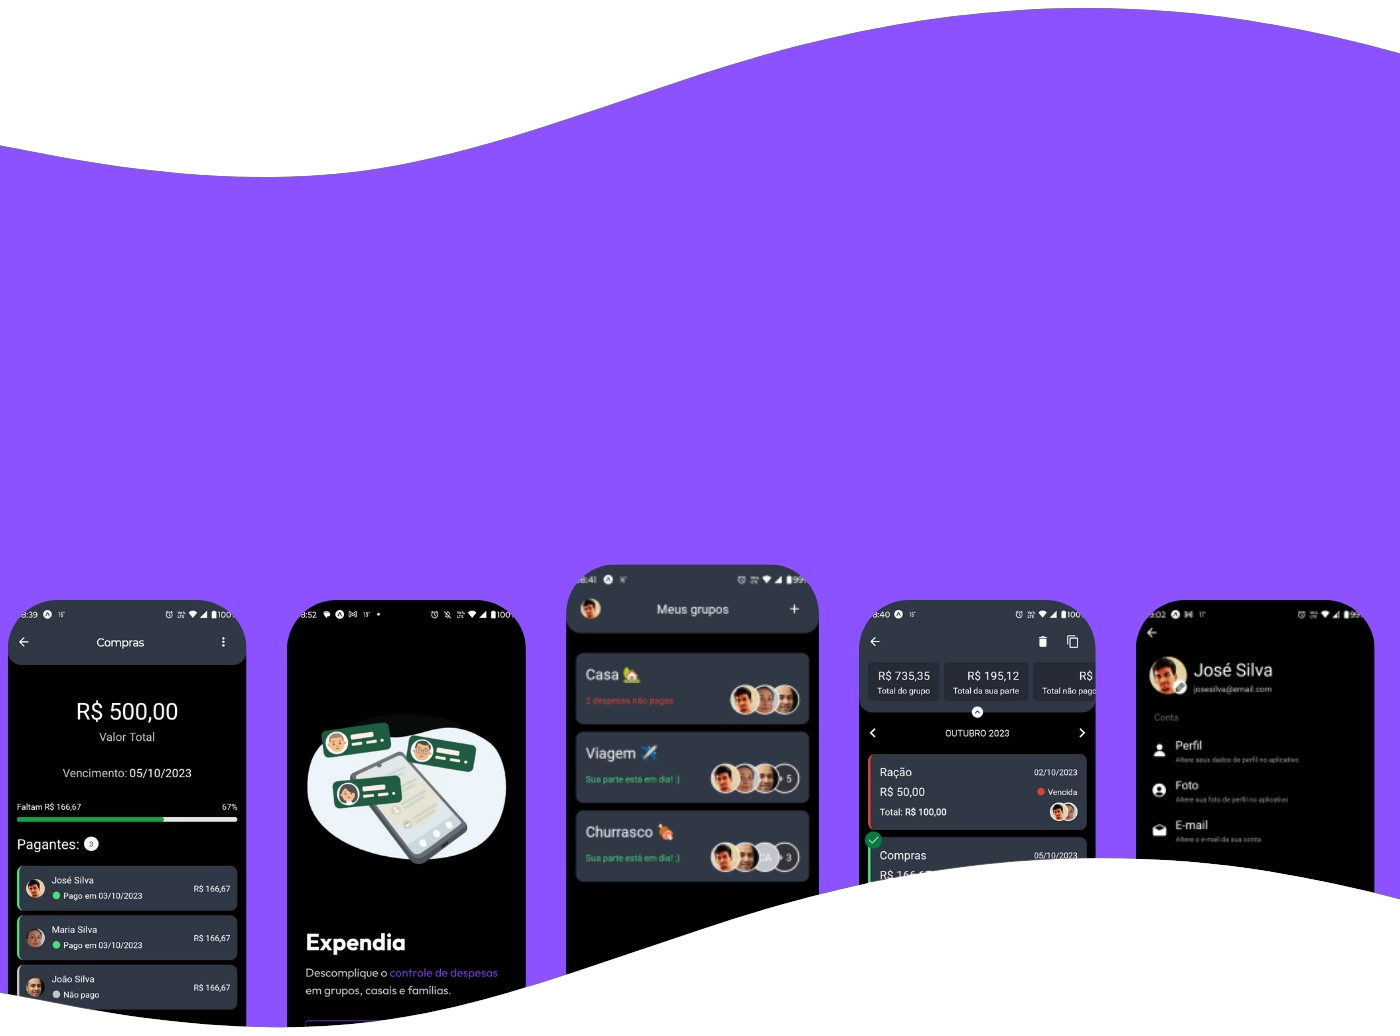 8:39 15° 100
Compras
R$ 500,00
Valor Total
Vencimento: 05/10/2023
Faltam R$ 166,67 67%
Pagantes: 3
José Silva
Pago em 03/10/2023
R$ 166,67
Maria Silva
Pago em 03/10/2023
R$ 166,67
João Silva
Não pago
R$ 166,67
8:52 11° 100
Expendia
Descomplique o controle de despesas
em grupos, casais e famílias.
8:41 99
Meus grupos
Casa
2 despesas não pagas
Viagem
Sua parte está em dia! :)
+ 5
Churrasco
Sua parte está em dia! :)
CA + 3
8:40 15° 100
R$ 735,35
Total do grupo
R$ 195,12
Total da sua parte
R$
Total não pago
OUTUBRO 2023
Ração 02/10/2023
R$ 50,00 Vencida
Total: R$ 100,00
Compras 05/10/2023
R$ 166,67
9:02 11° 99
José Silva
josesilva@email.com
Conta
Perfil
Altere seus dados de perfil no aplicativo
Foto
Altere sua foto de perfil no aplicativo
E-mail
Altere o e-mail da sua conta